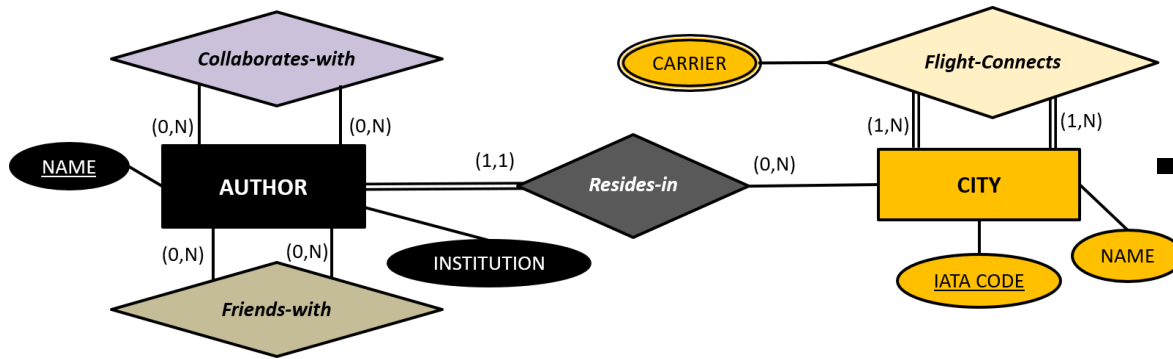 Collaborates-with
CARRIER
Flight-Connects
(0,N) (0,N)
(1,N) (1,N)
NAME
AUTHOR
(1,1)
Resides-in
(0,N)
CITY
(0,N) (0,N)
INSTITUTION
NAME
IATA CODE
Friends-with